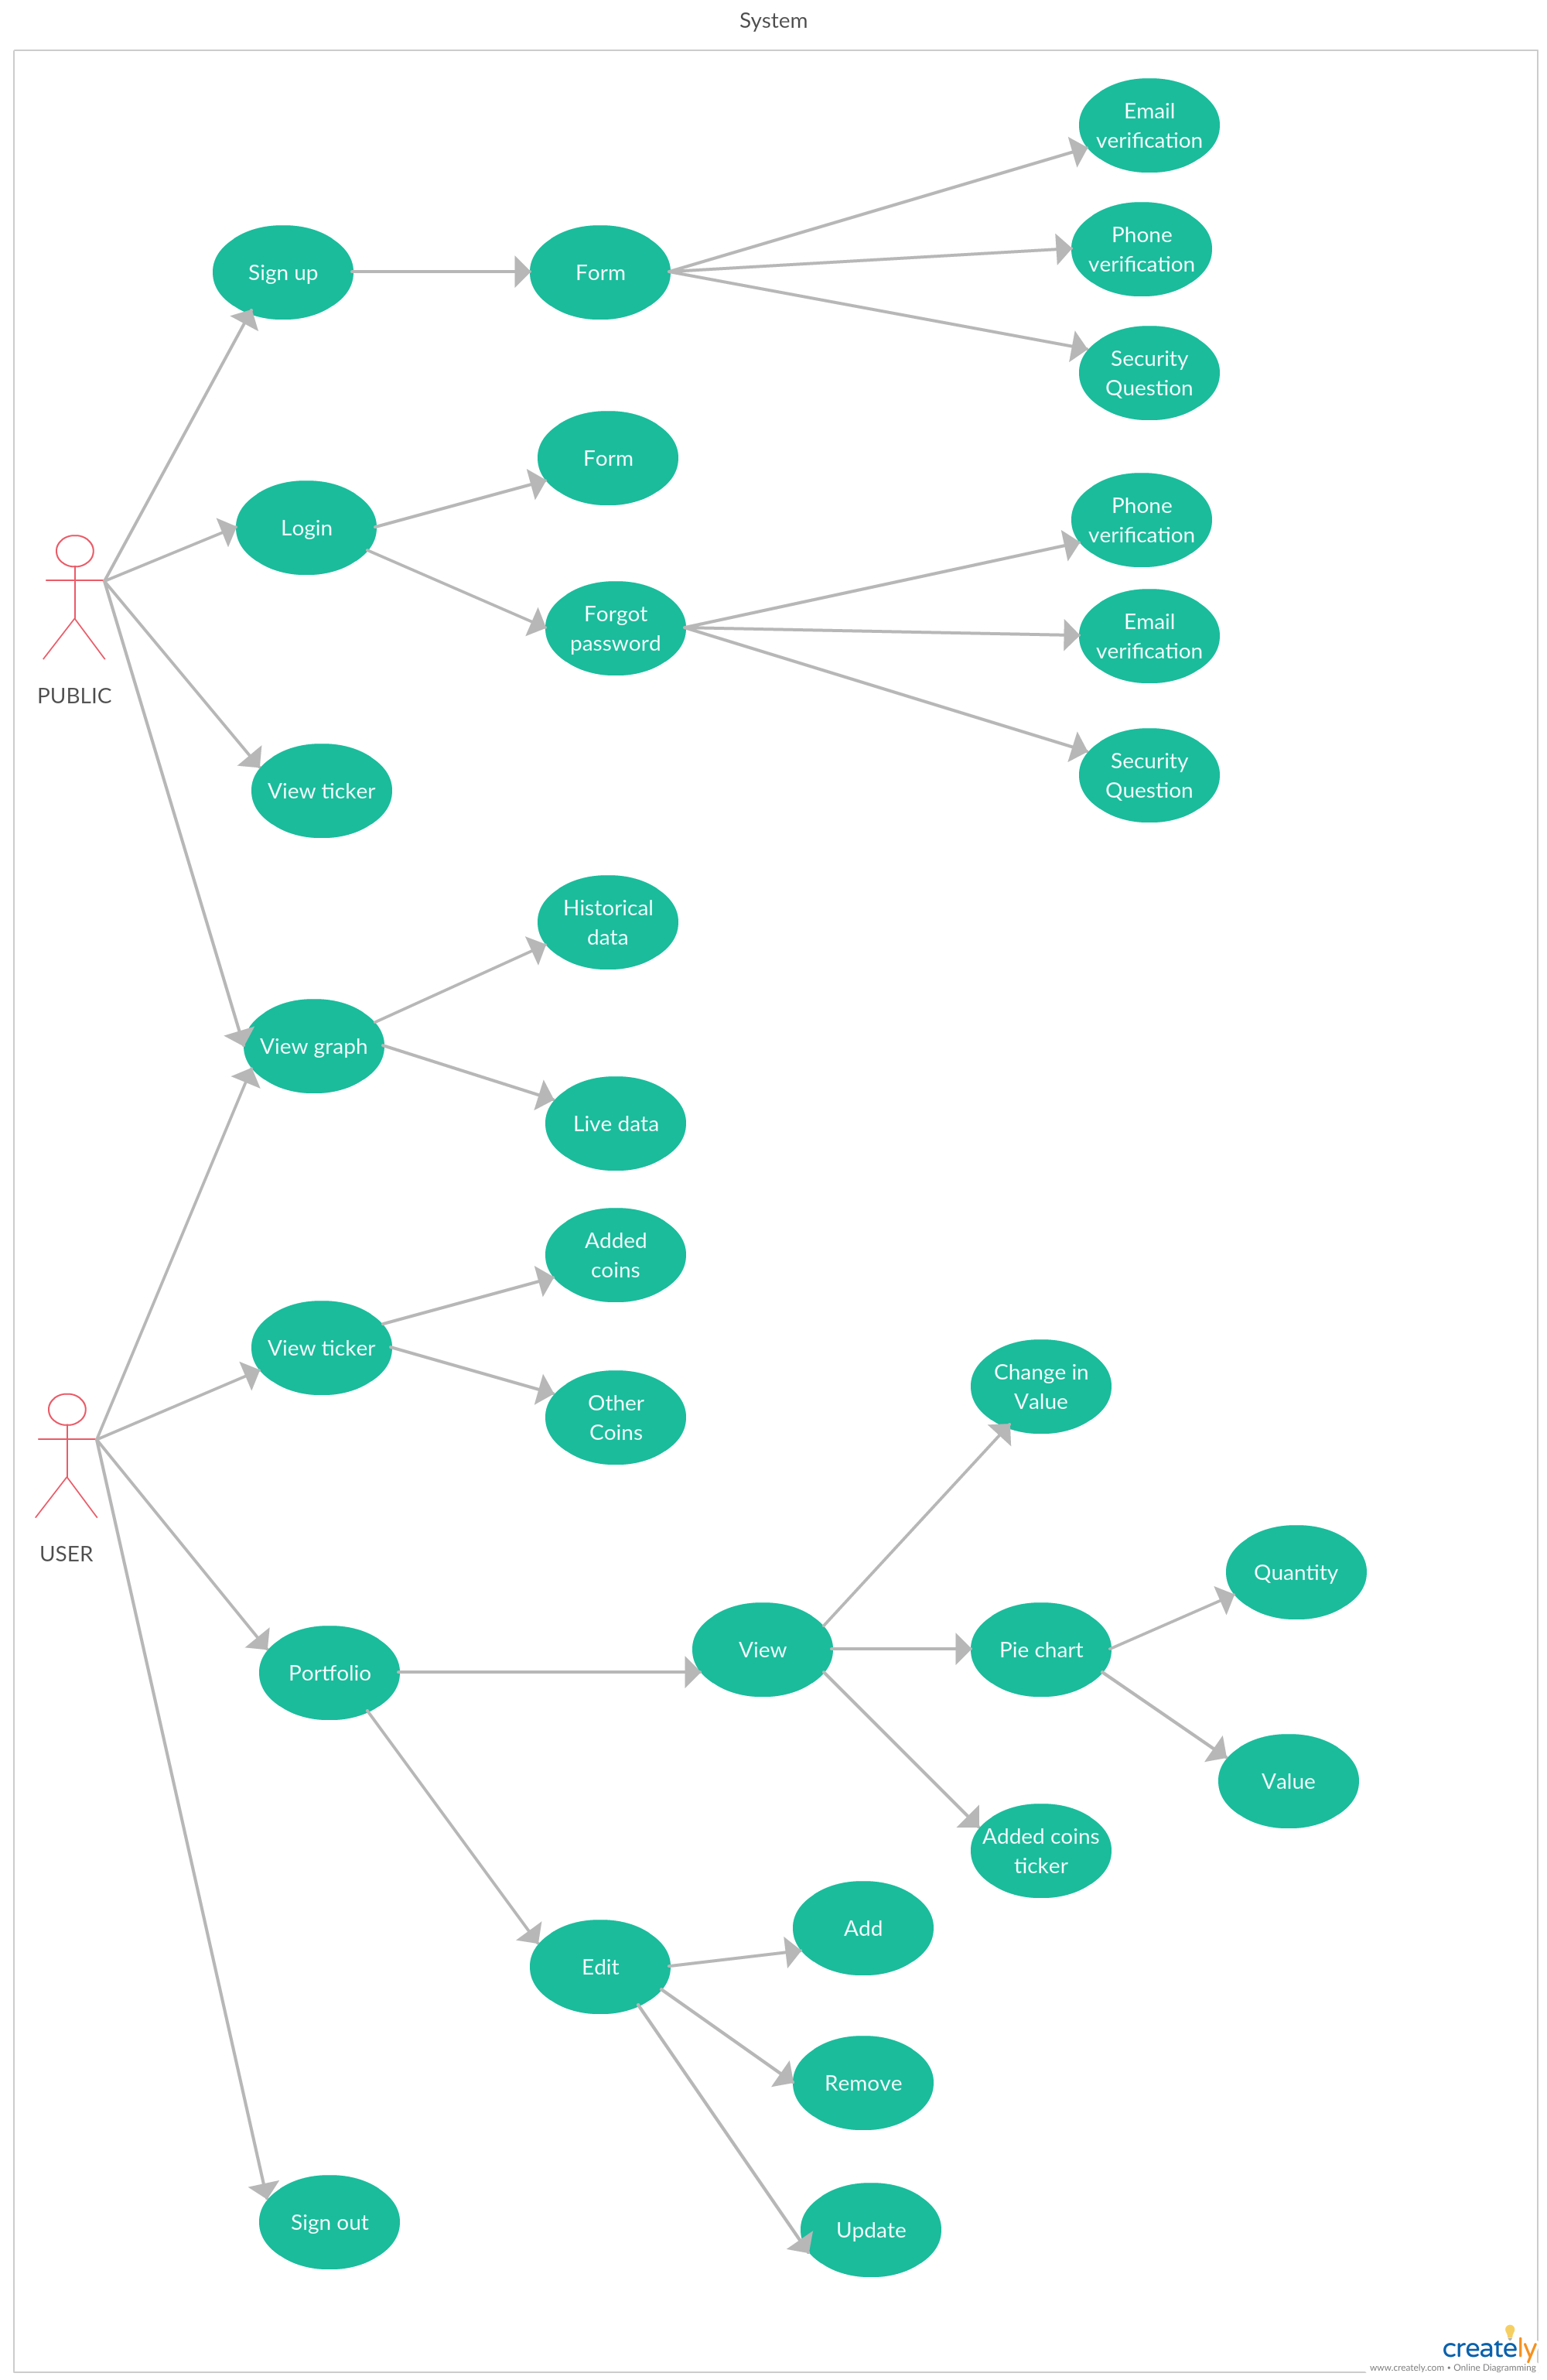 System
Email
verification
Phone
verification
Sign up
Form
Security
Question
Form
Login
Phone
verification
Forgot
password
Email
verification
PUBLIC
Security
Question
View ticker
Historical
data
View graph
Live data
Added
coins
View ticker
Other
Coins
Change in
Value
USER
Quantity
View
Pie chart
Portfolio
Value
Added coins
ticker
Add
Edit
Remove
Sign out
Update
creately
www.creately.com • Online Diagramming